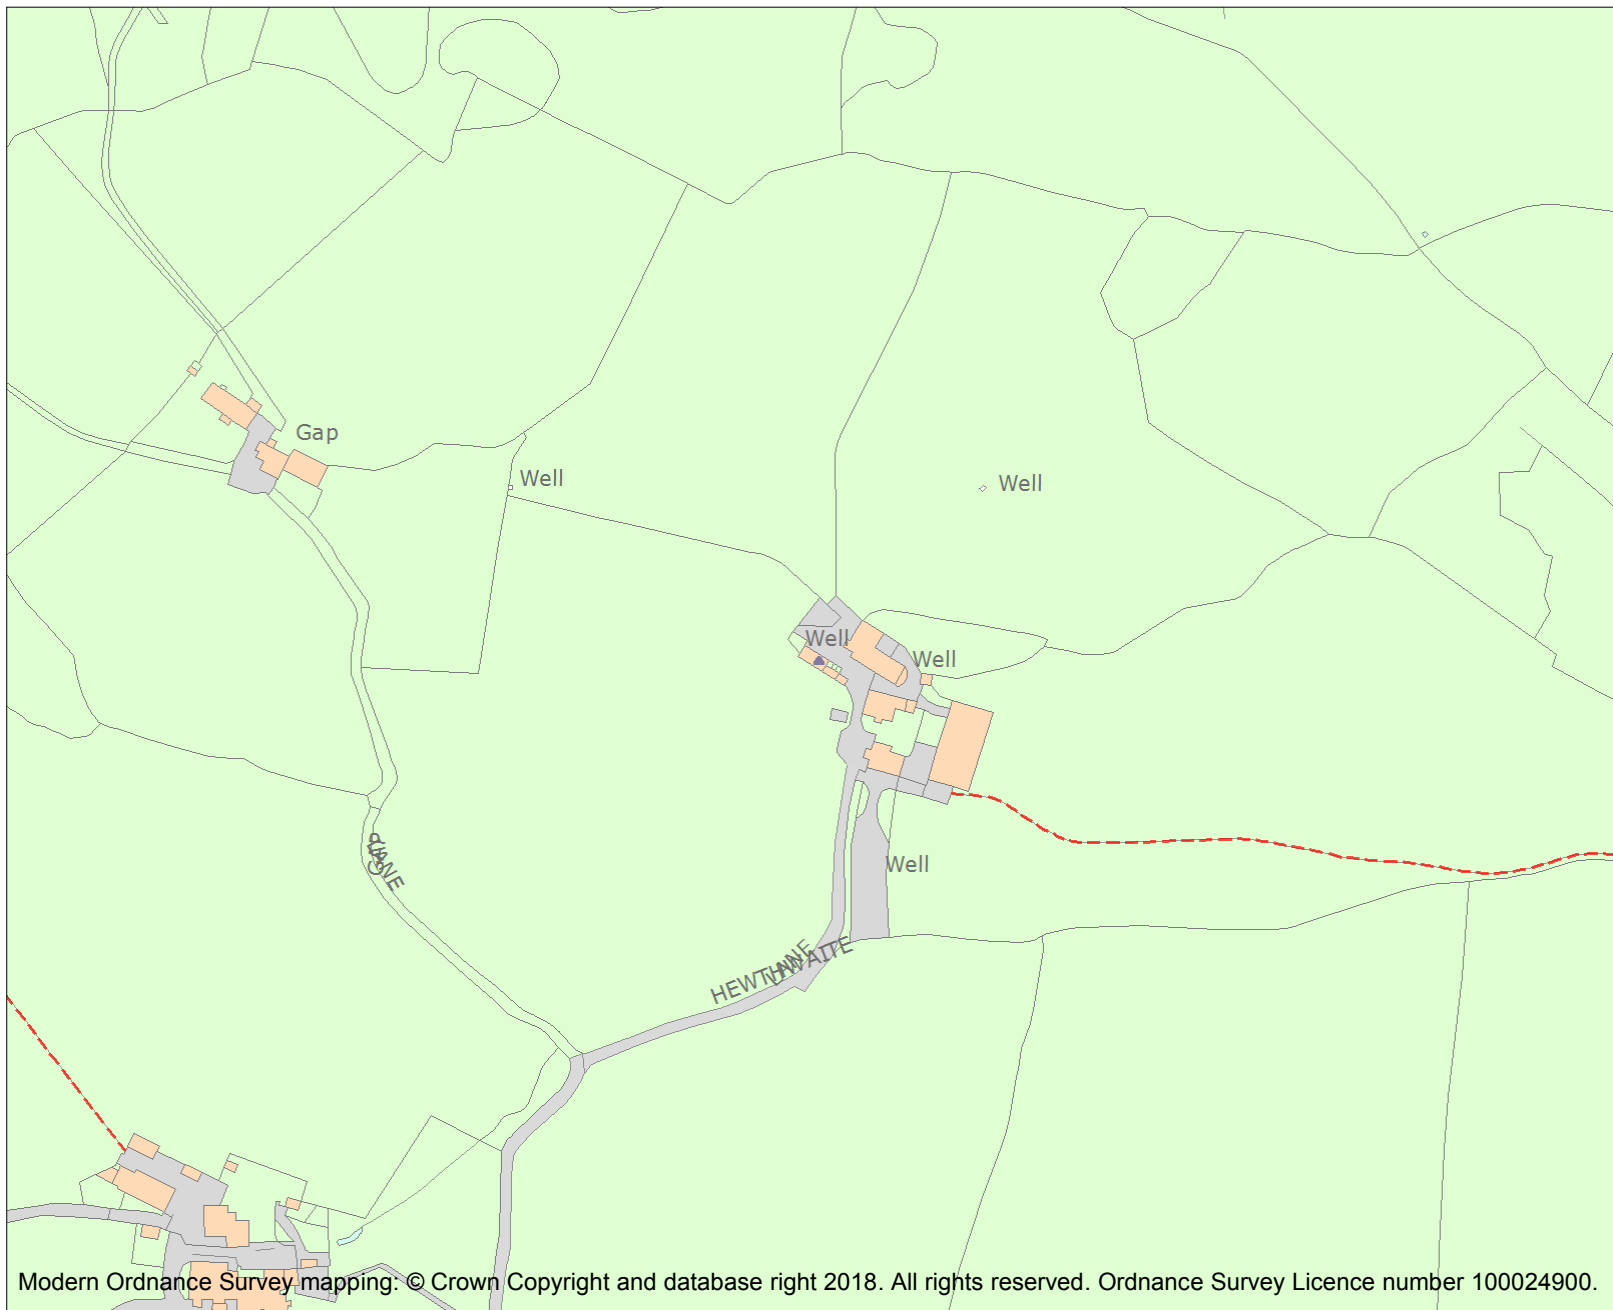 Gap
Well
Well
Well
Well
Well
GAP
LANE
HEWTHWAITE
LANE
Modern Ordnance Survey mapping: © Crown Copyright and database right 2018. All rights reserved. Ordnance Survey Licence number 100024900.